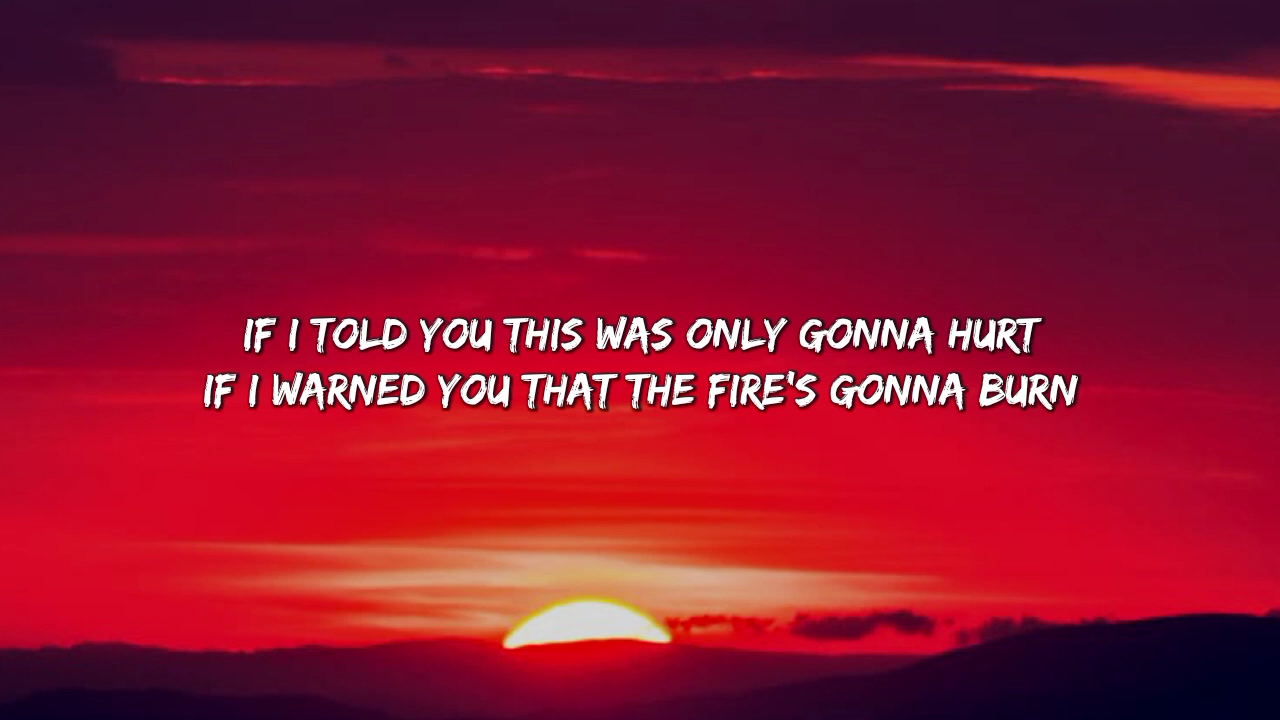 IF I TOLD YOU THIS WAS ONLY GONNA HURT
IF I WARNED YOU THAT THE FIRE'S GONNA BURN